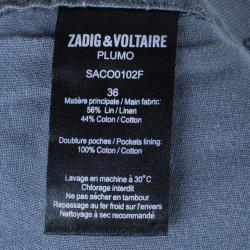 ZADIG & VOLTAIRE
PLUMO
SACO0102F
36
Matière principale / Main fabric:
56% Lin / Linen
44% Coton / Cotton
Doublure poches / Pockets lining:
100% Coton / Cotton
Lavage en machine à 30°C
Chlorage interdit
Ne pas sécher en tambour
Repassage au fer froid sur l'envers
Nettoyage à sec recommandé